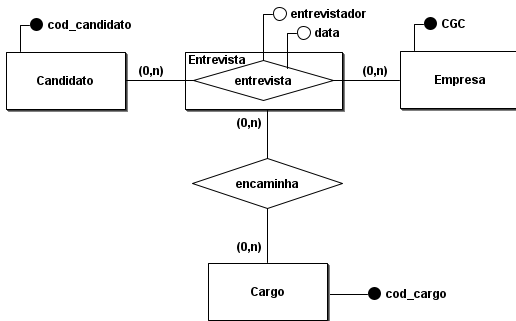 entrevistador
cod_candidato
data
CGC
Entrevista
Candidato
(0,n)
entrevista
(0,n)
Empresa
(0,n)
encaminha
(0,n)
Cargo
cod_cargo